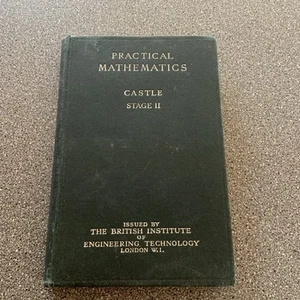 PRACTICAL
MATHEMATICS
CASTLE
STAGE II
ISSUED BY
THE BRITISH INSTITUTE
OF
ENGINEERING TECHNOLOGY
LONDON W.1.